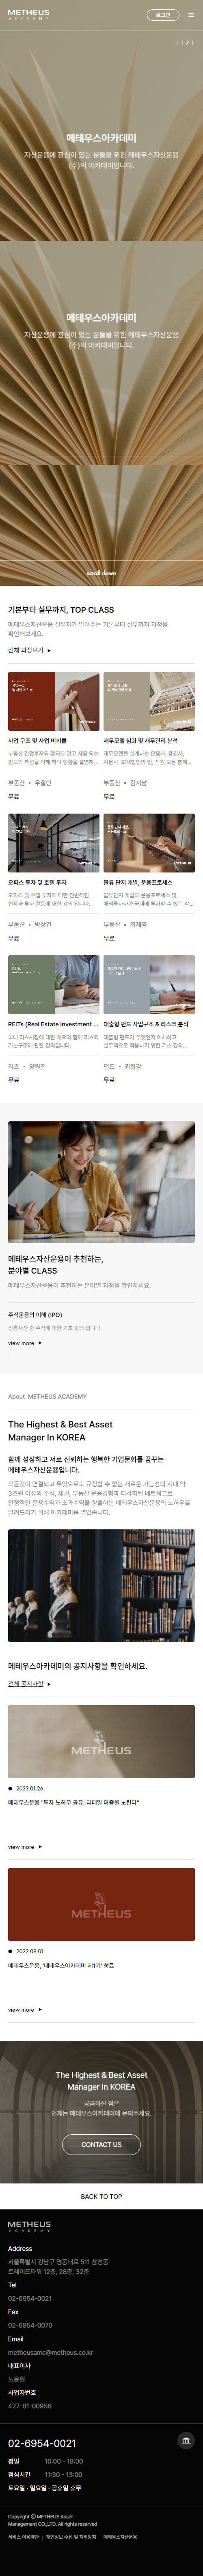 METHEUS
ACADEMY
로그인
메테우스아카데미
자산운용에 관심이 있는 분들을 위한 메테우스자산운용
(주)의 아카데미입니다.
메테우스아카데미
자산운용에 관심이 있는 분들을 위한 메테우스자산운용
(주)의 아카데미입니다.
scroll down
기본부터 실무까지, TOP CLASS
메테우스자산운용 실무자가 알려주는 기본부터 실무까지 과정을
확인해보세요.
전체 과정보기
사업 구조 및 사업 비히클
부동산 간접투자의 정의를 알고 사용 되는
펀드의 특성을 이해 하며 현황을 설명하...
부동산 • 우철민
무료
재무모델 심화 및 재무관리 분석
재무모델을 설계하는 운용사, 증권사,
자문사, 회계법인의 임, 직원 모든 분께...
부동산 • 김지남
무료
오피스 투자 및 호텔 투자
오피스 및 호텔 투자에 대한 전반적인
현황과 투자 활동에 대한 강의 입니다.
부동산 • 박상건
무료
물류 단지 개발, 운용프로세스
물류단지 개발과 운용프로세스 및
해외투자자가 국내에 투자할 수 있는 각...
부동산 • 최재영
무료
REITs
REITs (Real Estate Investment ...
국내 리츠시장에 대한 개요와 함께 리츠의
기본구조에 관한 강의입니다.
리츠 • 양원진
무료
대출형 펀드 사업구조 & 리스크 분석
대출형 펀드가 무엇인지 이해하고
실무적으로 적용하기 위한 기초 강의...
펀드 • 권희강
무료
메테우스자산운용이 추천하는,
분야별 CLASS
메테우스자산운용이 추천하는 분야별 과정을 확인하세요.
주식운용의 이해 (IPO)
전통자산 중 주식에 대한 기초 강의 입니다.
view more
About METHEUS ACADEMY
The Highest & Best Asset
Manager In KOREA
함께 성장하고 서로 신뢰하는 행복한 기업문화를 꿈꾸는
메테우스자산운용입니다.
모든것이 연결되고 무엇으로도 규정할 수 없는 새로운 가능성의 시대 약
3조원 이상의 주식, 채권, 부동산 운용경험과 다각화된 네트워크로
안정적인 운용수익과 초과수익을 창출하는 메테우스자산운용의 노하우를
알려드리기 위해 아카데미를 열었습니다.
메테우스아카데미의 공지사항을 확인하세요.
전체 공지사항
METHEUS
2023.01.26
메테우스운용 "투자 노하우 공유, 리테일 마중물 노린다"
view more
METHEUS
2022.09.01
메테우스운용, '메테우스아카데미 제1기' 성료
view more
The Highest & Best Asset
Manager In KOREA
궁금하신 점은
언제든 메테우스아카데미에 문의주세요.
CONTACT US
BACK TO TOP
METHEUS
ACADEMY
Address
서울특별시 강남구 영동대로 511 삼성동
트레이드타워 12층, 28층, 32층
Tel
02-6954-0021
Fax
02-6954-0070
Email
metheusamc@metheus.co.kr
대표이사
노윤현
사업자번호
427-81-00956
02-6954-0021
평일 10:00 - 18:00
점심시간 11:30 - 13:00
토요일 · 일요일 · 공휴일 휴무
Copyright ⓒ METHEUS Asset
Management CO.,LTD. All rights reserved
서비스 이용약관 개인정보 수집 및 처리방침 메테우스자산운용